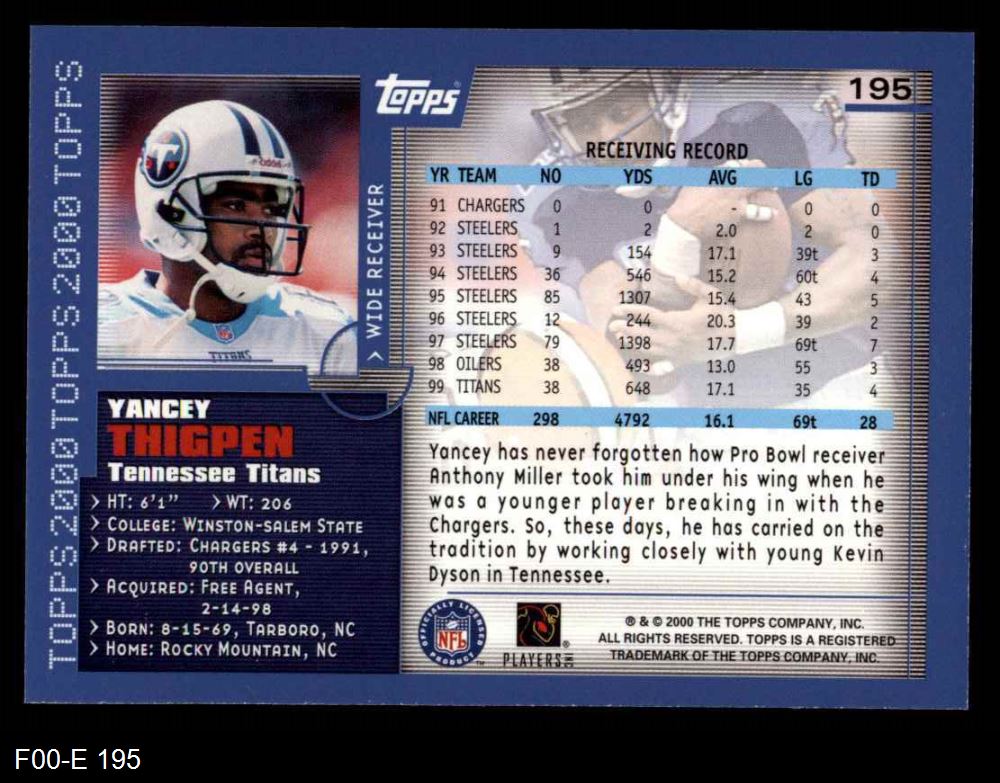 TOPPS2000TOPPS2000TOPPS2000TOPPS
TITANS
> WIDE RECEIVER
YANCEY
THIGPEN
Tennessee Titans
> HT: 6'1" > WT: 206
> COLLEGE: WINSTON-SALEM STATE
> DRAFTED: CHARGERS #4 - 1991,
90TH OVERALL
> ACQUIRED: FREE AGENT,
2-14-98
> BORN: 8-15-69, TARBORO, NC
> HOME: ROCKY MOUNTAIN, NC
Topps®
195
RECEIVING RECORD
YR TEAM NO YDS AVG LG TD
91 CHARGERS 0 0 - 0 0
92 STEELERS 1 2 2.0 2 0
93 STEELERS 9 154 17.1 39t 3
94 STEELERS 36 546 15.2 60t 4
95 STEELERS 85 1307 15.4 43 5
96 STEELERS 12 244 20.3 39 2
97 STEELERS 79 1398 17.7 69t 7
98 OILERS 38 493 13.0 55 3
99 TITANS 38 648 17.1 35 4
NFL CAREER 298 4792 16.1 69t 28
Yancey has never forgotten how Pro Bowl receiver
Anthony Miller took him under his wing when he
was a younger player breaking in with the
Chargers. So, these days, he has carried on the
tradition by working closely with young Kevin
Dyson in Tennessee.
OFFICIALLY LICENSED
NFL
PRODUCT™
PLAYERS INC®
® & © 2000 THE TOPPS COMPANY, INC.
ALL RIGHTS RESERVED. TOPPS IS A REGISTERED
TRADEMARK OF THE TOPPS COMPANY, INC.
F00-E 195